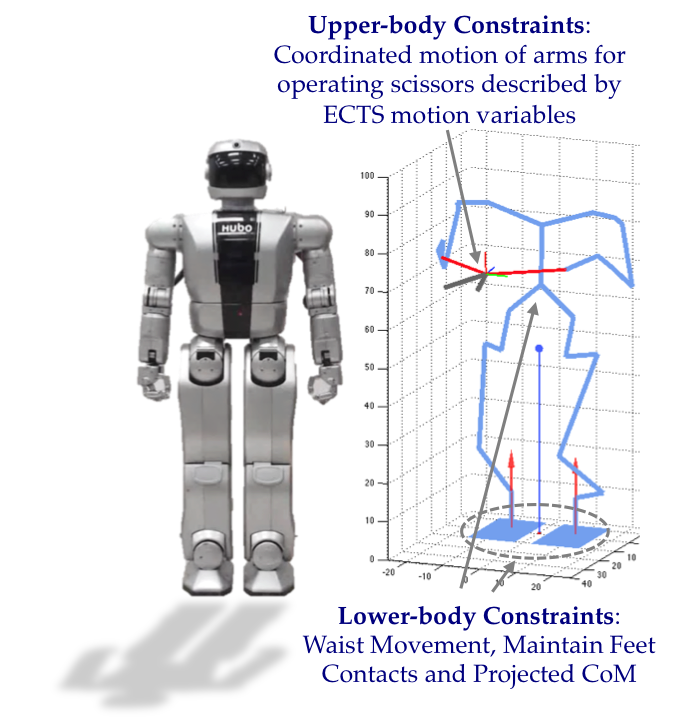 Upper-body Constraints:
Coordinated motion of arms for
operating scissors described by
ECTS motion variables
HUBO
100
90
80
70
60
50
40
30
20
10
0
-20
-10
0
10
20
40
30
20
10
Lower-body Constraints:
Waist Movement, Maintain Feet
Contacts and Projected CoM